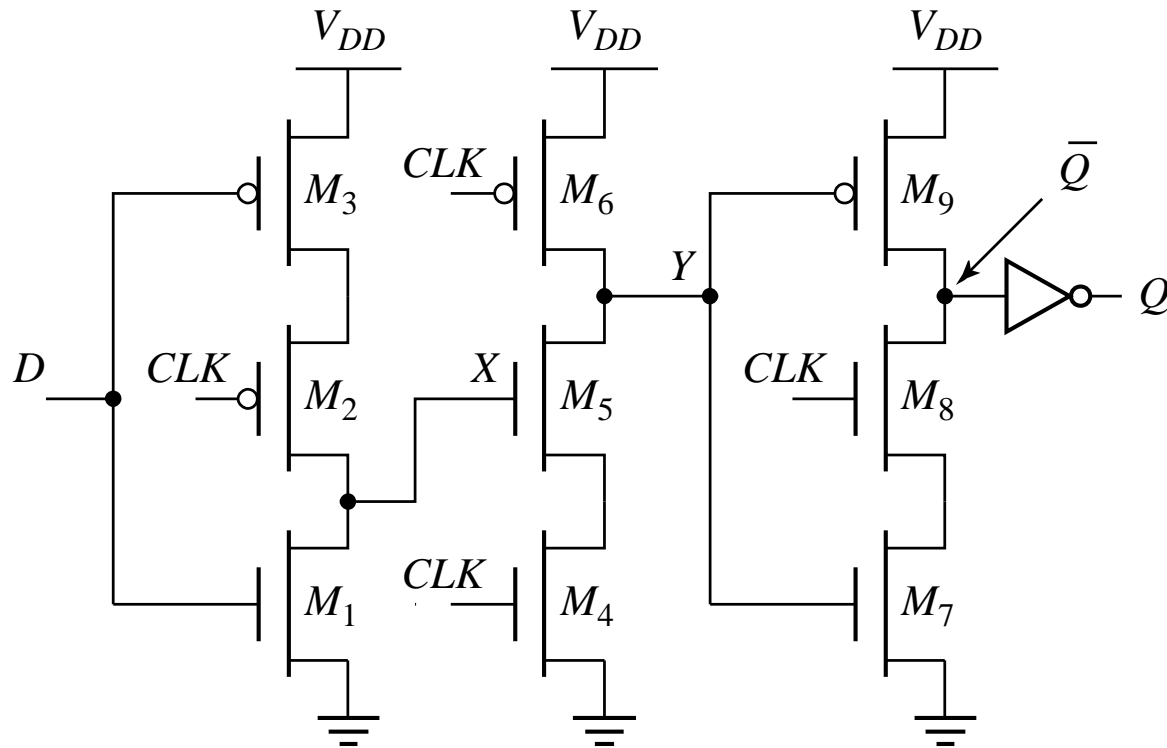 V_DD V_DD V_DD
CLK Q̅
M_3 M_6 M_9
Y
Q
D CLK X CLK
M_2 M_5 M_8
CLK
M_1 M_4 M_7